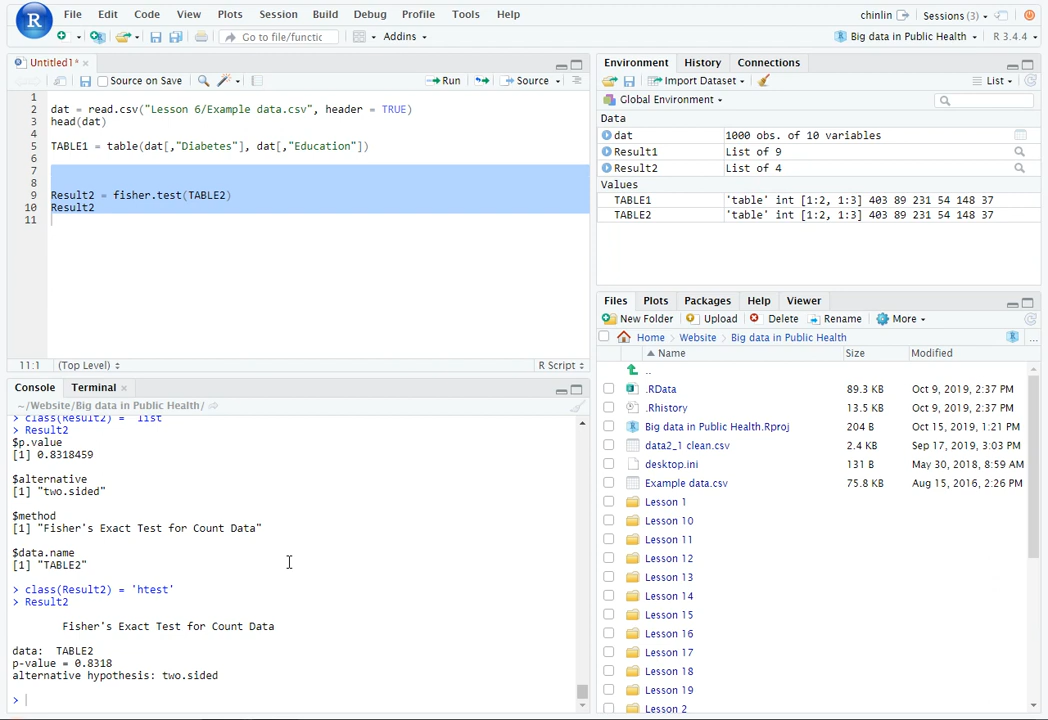 R File Edit Code View Plots Session Build Debug Profile Tools Help chinlin Sessions (3)
Go to file/functic Addins Big data in Public Health R 3.4.4
Untitled1*
Source on Save Run Source
1
2 dat = read.csv("Lesson 6/Example data.csv", header = TRUE)
3 head(dat)
4
5 TABLE1 = table(dat[,"Diabetes"], dat[,"Education"])
6
7
8
9 Result2 = fisher.test(TABLE2)
10 Result2
11
11:1 (Top Level) R Script
Console Terminal
~/Website/Big data in Public Health/
> class(Result2) = 'list'
> Result2
$p.value
[1] 0.8318459
$alternative
[1] "two.sided"
$method
[1] "Fisher's Exact Test for Count Data"
$data.name
[1] "TABLE2"
> class(Result2) = 'htest'
> Result2
Fisher's Exact Test for Count Data
data: TABLE2
p-value = 0.8318
alternative hypothesis: two.sided
>
Environment History Connections
Import Dataset List
Global Environment
Data
dat 1000 obs. of 10 variables
Result1 List of 9
Result2 List of 4
Values
TABLE1 'table' int [1:2, 1:3] 403 89 231 54 148 37
TABLE2 'table' int [1:2, 1:3] 403 89 231 54 148 37
Files Plots Packages Help Viewer
New Folder Upload Delete Rename More
Home Website Big data in Public Health ...
Name Size Modified
..
.RData 89.3 KB Oct 9, 2019, 2:37 PM
.Rhistory 13.5 KB Oct 9, 2019, 2:37 PM
Big data in Public Health.Rproj 204 B Oct 15, 2019, 1:21 PM
data2_1 clean.csv 2.4 KB Sep 17, 2019, 3:03 PM
desktop.ini 131 B May 30, 2018, 8:59 AM
Example data.csv 75.8 KB Aug 15, 2016, 2:26 PM
Lesson 1
Lesson 10
Lesson 11
Lesson 12
Lesson 13
Lesson 14
Lesson 15
Lesson 16
Lesson 17
Lesson 18
Lesson 19
Lesson 2